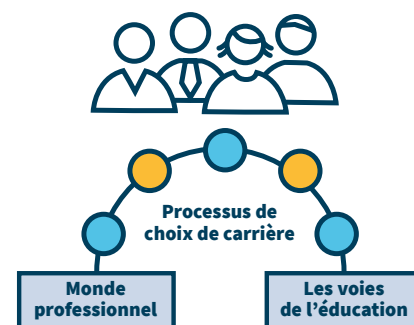 Processus de
choix de carrière
Monde
professionnel
Les voies
de l'éducation